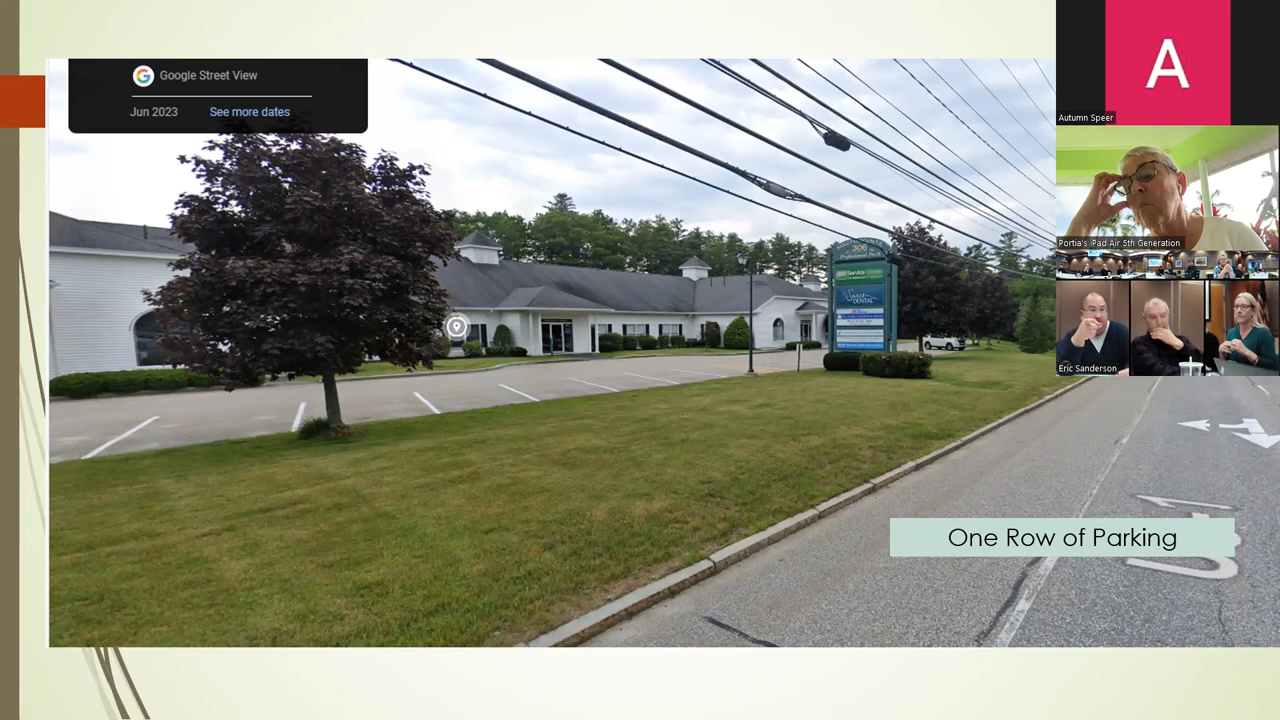 Google Street View
Jun 2023
See more dates
306
Service
DENTAL
One Row of Parking
A
Autumn Speer
Portia's iPad Air 5th Generation
Eric Sanderson